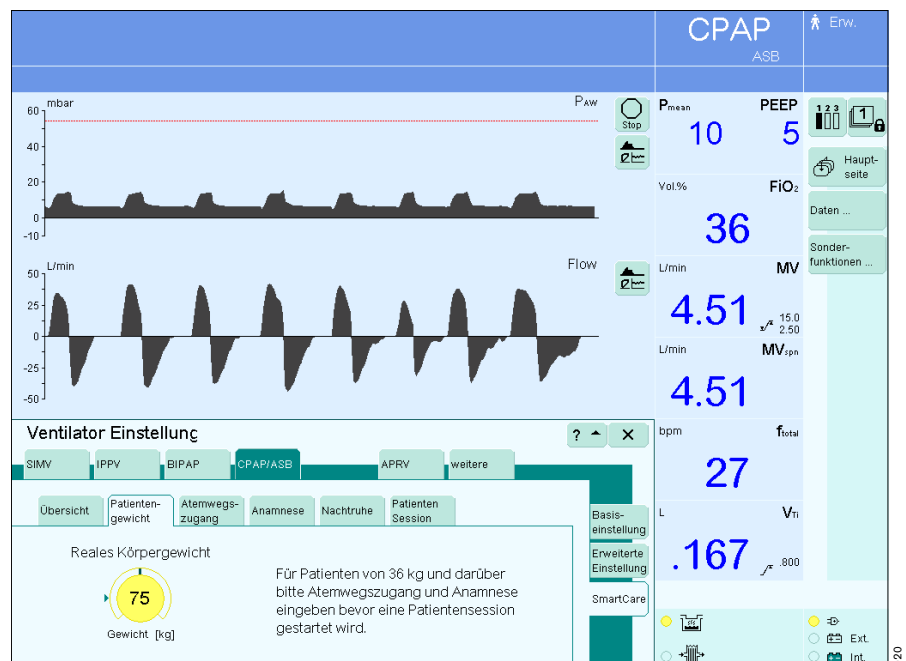 CPAP
ASB
Erw.
mbar
PAW
60
40
20
0
-10
Stop
Pmean
PEEP
10
5
1 2 3
1
Haupt-
seite
Vol.%
FiO2
36
Daten ...
Sonder-
funktionen ...
L/min
Flow
50
25
0
-25
-50
L/min
MV
4.51
15.0
2.50
L/min
MVspn
4.51
Ventilator Einstellung
?
X
bpm
ftotal
27
SIMV
IPPV
BIPAP
CPAP/ASB
APRV
weitere
Übersicht
Patienten-
gewicht
Atemwegs-
zugang
Anamnese
Nachtruhe
Patienten
Session
Basis-
einstellung
Erweiterte
Einstellung
SmartCare
L
VTi
.167
.800
Reales Körpergewicht
75
Gewicht [kg]
Für Patienten von 36 kg und darüber
bitte Atemwegszugang und Anamnese
eingeben bevor eine Patientensession
gestartet wird.
Ext.
Int.
20